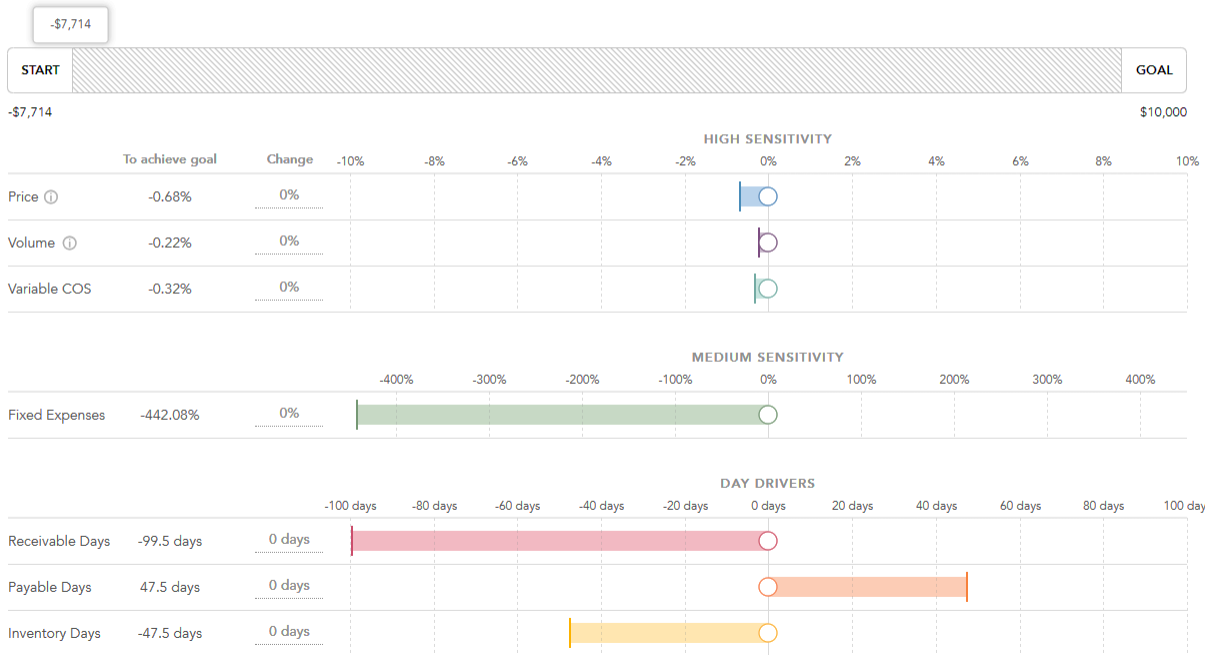 -$7,714
START GOAL
-$7,714 $10,000
HIGH SENSITIVITY
To achieve goal Change -10% -8% -6% -4% -2% 0% 2% 4% 6% 8% 10%
Price ⓘ -0.68% 0%
Volume ⓘ -0.22% 0%
Variable COS -0.32% 0%
MEDIUM SENSITIVITY
-400% -300% -200% -100% 0% 100% 200% 300% 400%
Fixed Expenses -442.08% 0%
DAY DRIVERS
-100 days -80 days -60 days -40 days -20 days 0 days 20 days 40 days 60 days 80 days 100 day
Receivable Days -99.5 days 0 days
Payable Days 47.5 days 0 days
Inventory Days -47.5 days 0 days